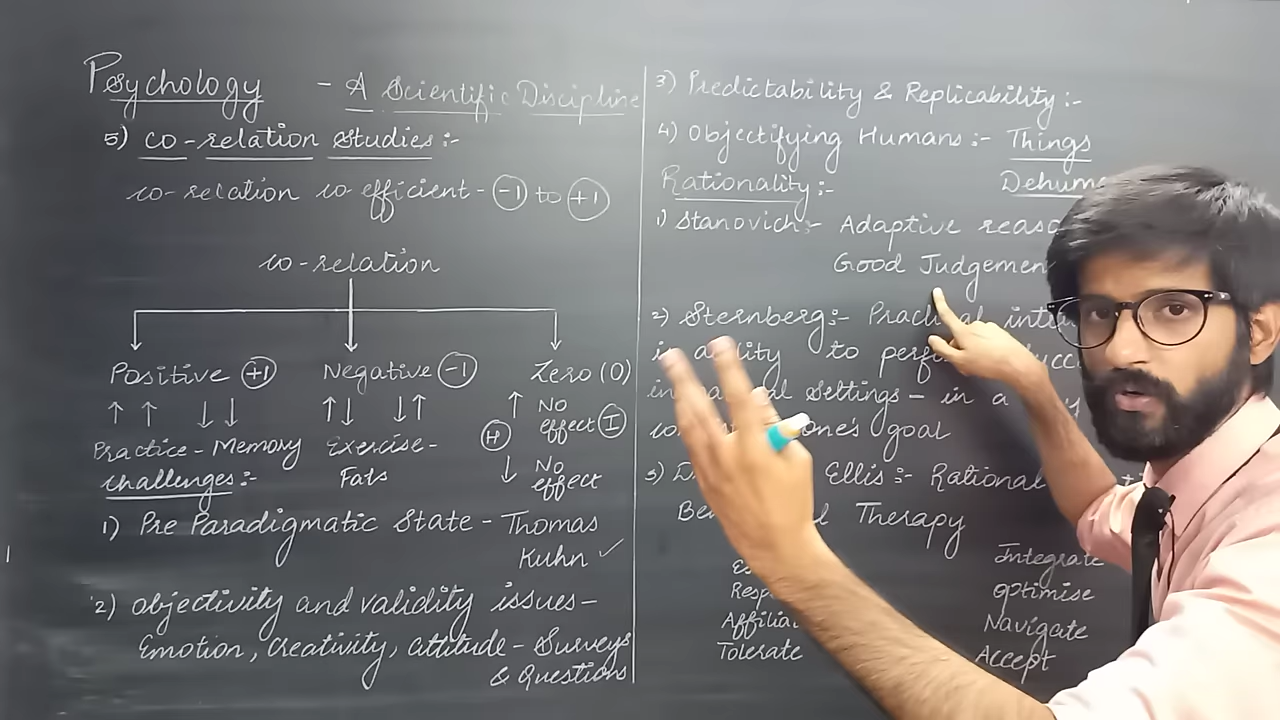 Psychology - A Scientific Discipline
5) Co-relation Studies:-
co-relation co efficient - (-1) to (+1)
co-relation
Positive (+1) Negative (-1) Zero (0)
↑ ↑ ↓ ↓ ↑↓ ↓↑ ↑ No
effect (I)
(H)
Practice - Memory Exercise -
Fats ↓ No
effect
challenges:-
1) Pre Paradigmatic State - Thomas
Kuhn ✓
2) objectivity and validity issues -
Emotion, Creativity, attitude - Surveys
& Questions
3) Predictability & Replicability:-
4) Objectifying Humans:- Things
Rationality:-
1) Stanovich:- Adaptive
Good Judgemen
2) Sternberg:-
to
Settings - in a
one's goal
3) Ellis:- Rational
Therapy
Integrate
optimise
Navigate
Tolerate Accept